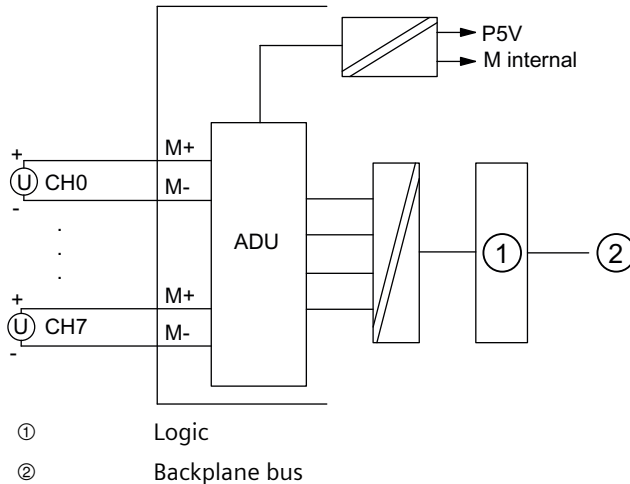 P5V
M internal
+
M+
U CH0
M-
-
.
.
.
ADU
1
2
+
M+
U CH7
M-
-
① Logic
② Backplane bus